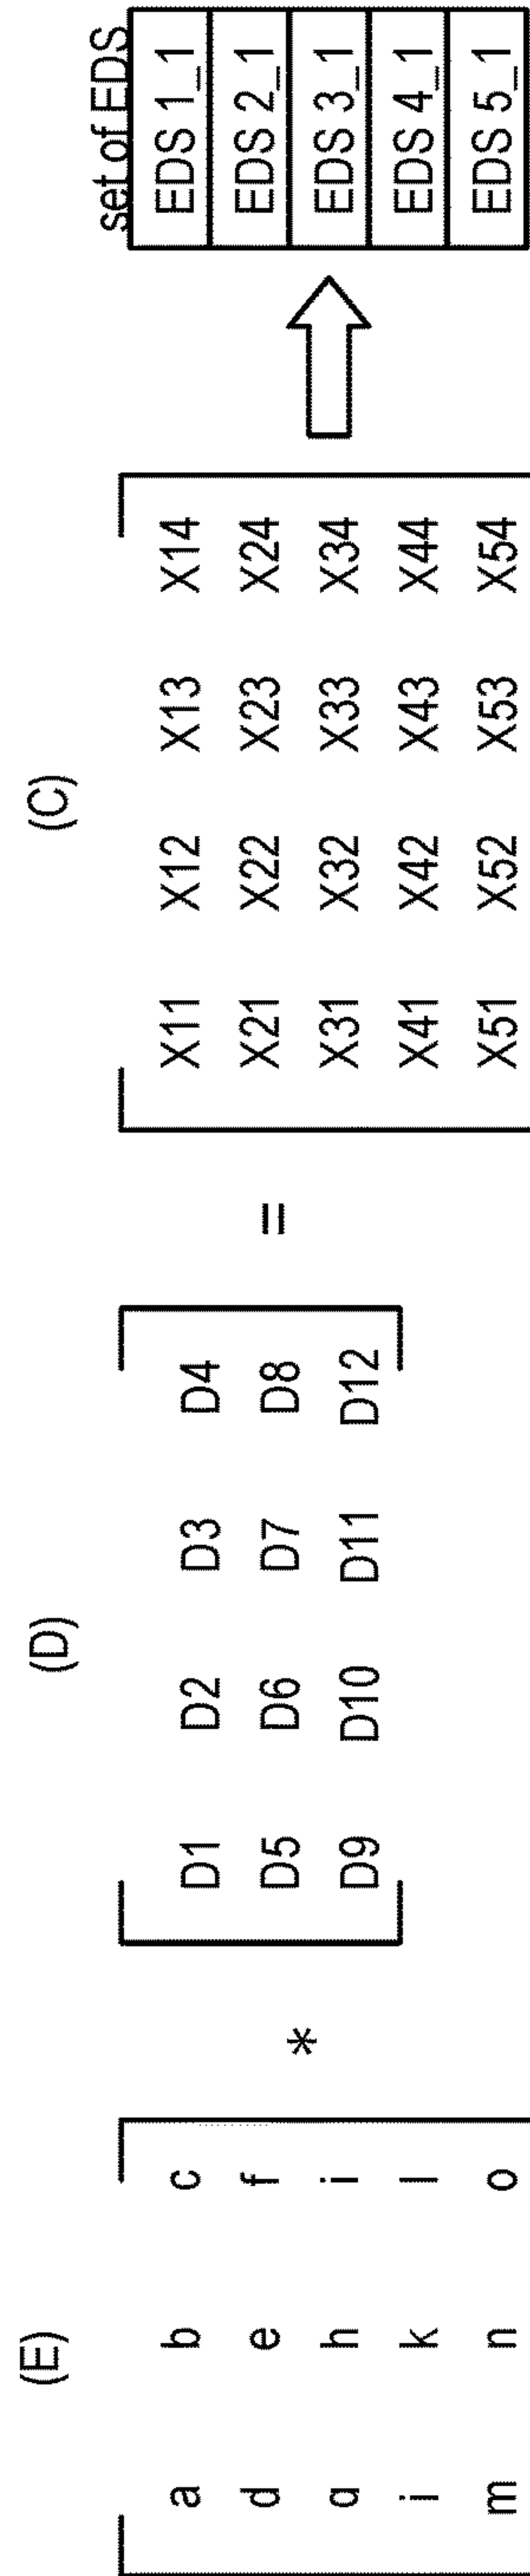 (E)
a b c
d e f
g h i
j k l
m n o
*
(D)
D1 D2 D3 D4
D5 D6 D7 D8
D9 D10 D11 D12
=
(C)
X11 X12 X13 X14
X21 X22 X23 X24
X31 X32 X33 X34
X41 X42 X43 X44
X51 X52 X53 X54
set of EDS
EDS 1_1
EDS 2_1
EDS 3_1
EDS 4_1
EDS 5_1